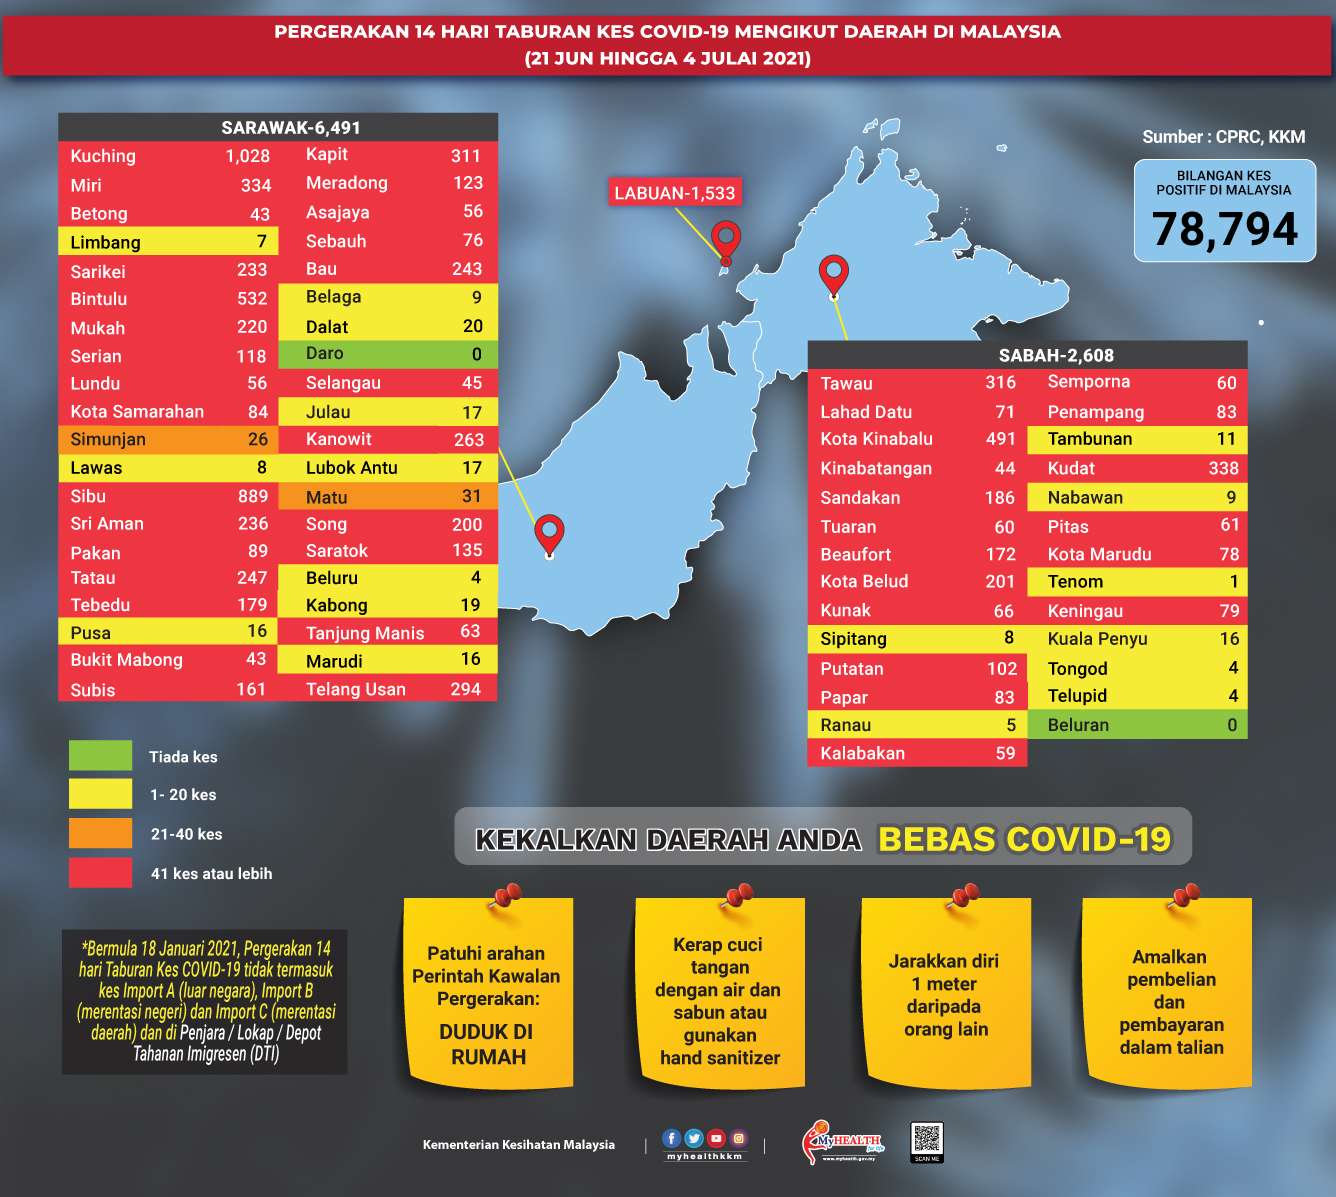 PERGERAKAN 14 HARI TABURAN KES COVID-19 MENGIKUT DAERAH DI MALAYSIA
(21 JUN HINGGA 4 JULAI 2021)
Sumber : CPRC, KKM
BILANGAN KES
POSITIF DI MALAYSIA
78,794
LABUAN-1,533
SARAWAK-6,491
Kuching 1,028
Miri 334
Betong 43
Limbang 7
Sarikei 233
Bintulu 532
Mukah 220
Serian 118
Lundu 56
Kota Samarahan 84
Simunjan 26
Lawas 8
Sibu 889
Sri Aman 236
Pakan 89
Tatau 247
Tebedu 179
Pusa 16
Bukit Mabong 43
Subis 161
Kapit 311
Meradong 123
Asajaya 56
Sebauh 76
Bau 243
Belaga 9
Dalat 20
Daro 0
Selangau 45
Julau 17
Kanowit 263
Lubok Antu 17
Matu 31
Song 200
Saratok 135
Beluru 4
Kabong 19
Tanjung Manis 63
Marudi 16
Telang Usan 294
SABAH-2,608
Tawau 316
Lahad Datu 71
Kota Kinabalu 491
Kinabatangan 44
Sandakan 186
Tuaran 60
Beaufort 172
Kota Belud 201
Kunak 66
Sipitang 8
Putatan 102
Papar 83
Ranau 5
Kalabakan 59
Semporna 60
Penampang 83
Tambunan 11
Kudat 338
Nabawan 9
Pitas 61
Kota Marudu 78
Tenom 1
Keningau 79
Kuala Penyu 16
Tongod 4
Telupid 4
Beluran 0
Tiada kes
1- 20 kes
21-40 kes
41 kes atau lebih
*Bermula 18 Januari 2021, Pergerakan 14
hari Taburan Kes COVID-19 tidak termasuk
kes Import A (luar negara), Import B
(merentasi negeri) dan Import C (merentasi
daerah) dan di Penjara / Lokap / Depot
Tahanan Imigresen (DTI)
KEKALKAN DAERAH ANDA BEBAS COVID-19
Patuhi arahan
Perintah Kawalan
Pergerakan:
DUDUK DI
RUMAH
Kerap cuci
tangan
dengan air dan
sabun atau
gunakan
hand sanitizer
Jarakkan diri
1 meter
daripada
orang lain
Amalkan
pembelian
dan
pembayaran
dalam talian
Kementerian Kesihatan Malaysia
myhealthkkm
MyHEALTH
for life
www.myhealth.gov.my
SCAN ME